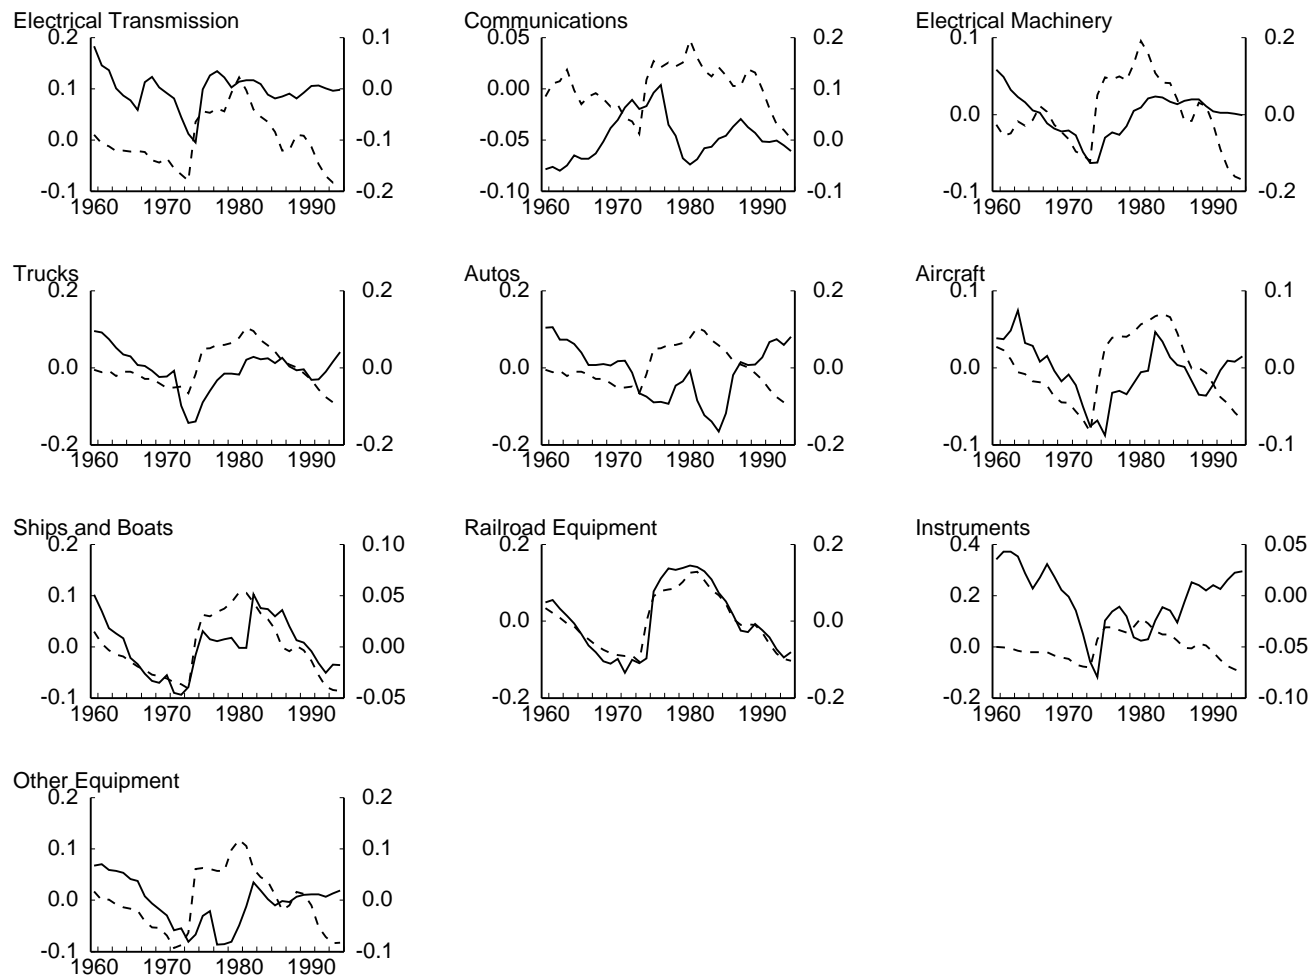 Electrical Transmission
0.2 0.1
0.1 0.0
0.0 -0.1
-0.1 -0.2
1960 1970 1980 1990
Communications
0.05 0.2
0.00 0.1
-0.05 0.0
-0.10 -0.1
1960 1970 1980 1990
Electrical Machinery
0.1 0.2
0.0 0.0
-0.1 -0.2
1960 1970 1980 1990
Trucks
0.2 0.2
0.0 0.0
-0.2 -0.2
1960 1970 1980 1990
Autos
0.2 0.2
0.0 0.0
-0.2 -0.2
1960 1970 1980 1990
Aircraft
0.1 0.1
0.0 0.0
-0.1 -0.1
1960 1970 1980 1990
Ships and Boats
0.2 0.10
0.1 0.05
0.0 0.00
-0.1 -0.05
1960 1970 1980 1990
Railroad Equipment
0.2 0.2
0.0 0.0
-0.2 -0.2
1960 1970 1980 1990
Instruments
0.4 0.05
0.2 0.00
0.0 -0.05
-0.2 -0.10
1960 1970 1980 1990
Other Equipment
0.2 0.2
0.1 0.1
0.0 0.0
-0.1 -0.1
1960 1970 1980 1990